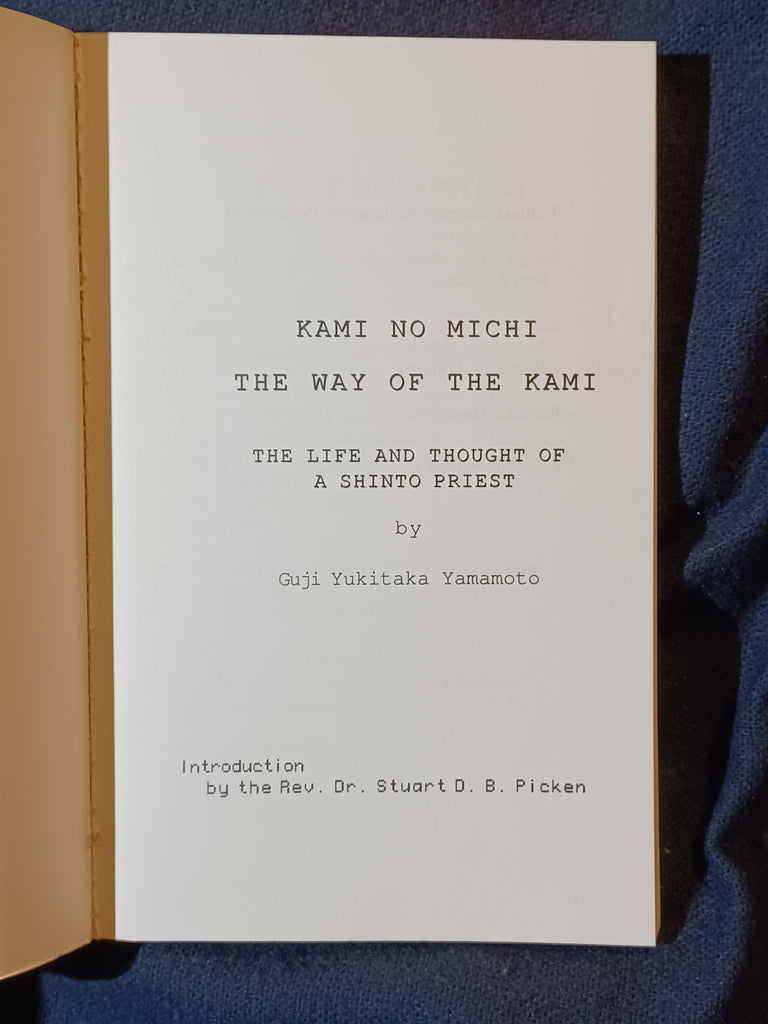 KAMI NO MICHI
THE WAY OF THE KAMI
THE LIFE AND THOUGHT OF
A SHINTO PRIEST
by
Guji Yukitaka Yamamoto
Introduction
by the Rev. Dr. Stuart D. B. Picken